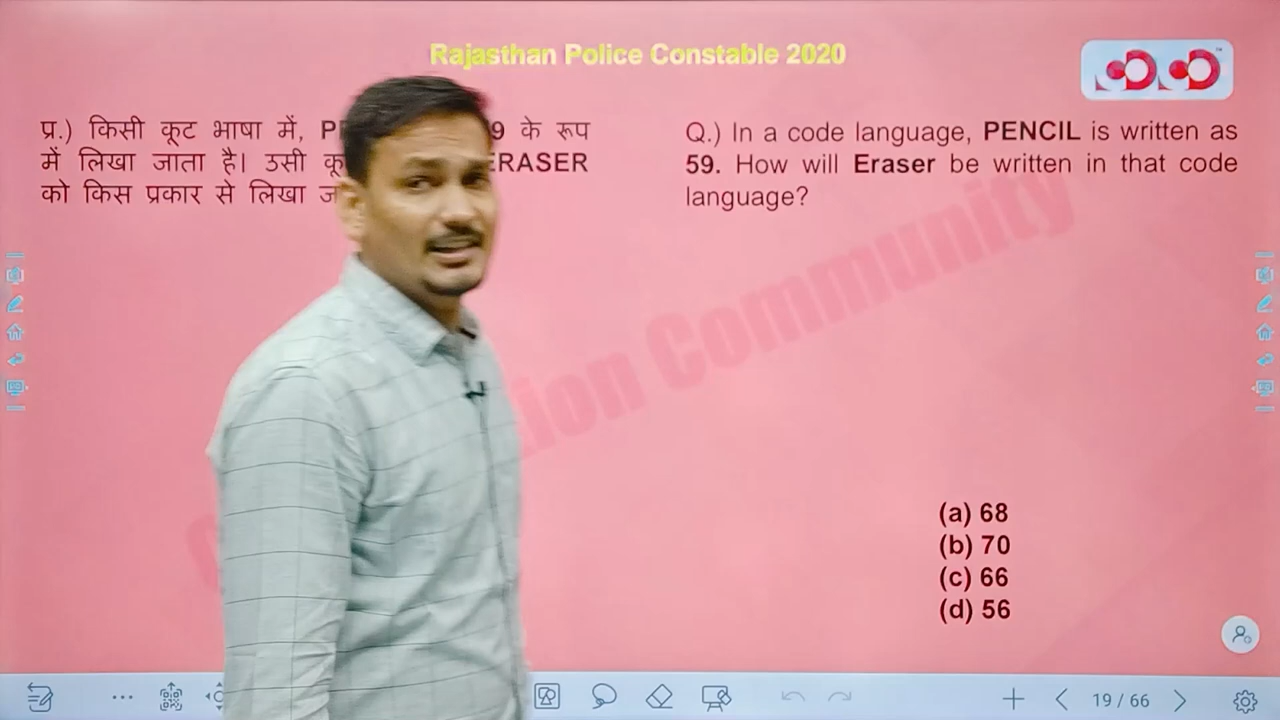 Rajasthan Police Constable 2020
प्र.) किसी कूट भाषा में, 9 के रूप
में लिखा जाता है। उसी ERASER
को किस प्रकार से लिखा
Q.) In a code language, PENCIL is written as
59. How will Eraser be written in that code
language?
Community
(a) 68
(b) 70
(c) 66
(d) 56
19 / 66